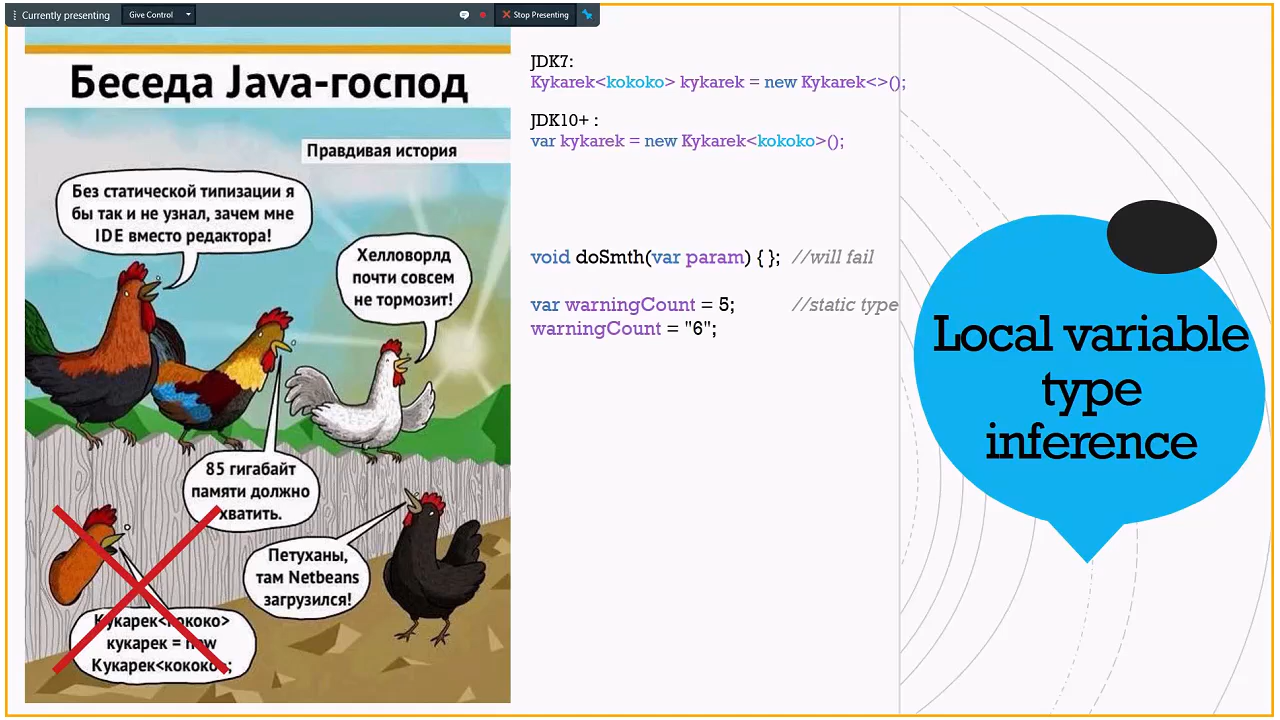 Currently presenting
Give Control
Stop Presenting
Беседа Java-господ
Правдивая история
Без статической типизации я
бы так и не узнал, зачем мне
IDE вместо редактора!
Хелловорлд
почти совсем
не тормозит!
85 гигабайт
памяти должно
хватить.
Петуханы,
там Netbeans
загрузился!
Кукарек<кококо>
кукарек = new
Кукарек<кококо>;
JDK7:
Kykarek<kokoko> kykarek = new Kykarek<>();
JDK10+ :
var kykarek = new Kykarek<kokoko>();
void doSmth(var param) { }; //will fail
var warningCount = 5; //static type
warningCount = "6";
Local variable
type
inference